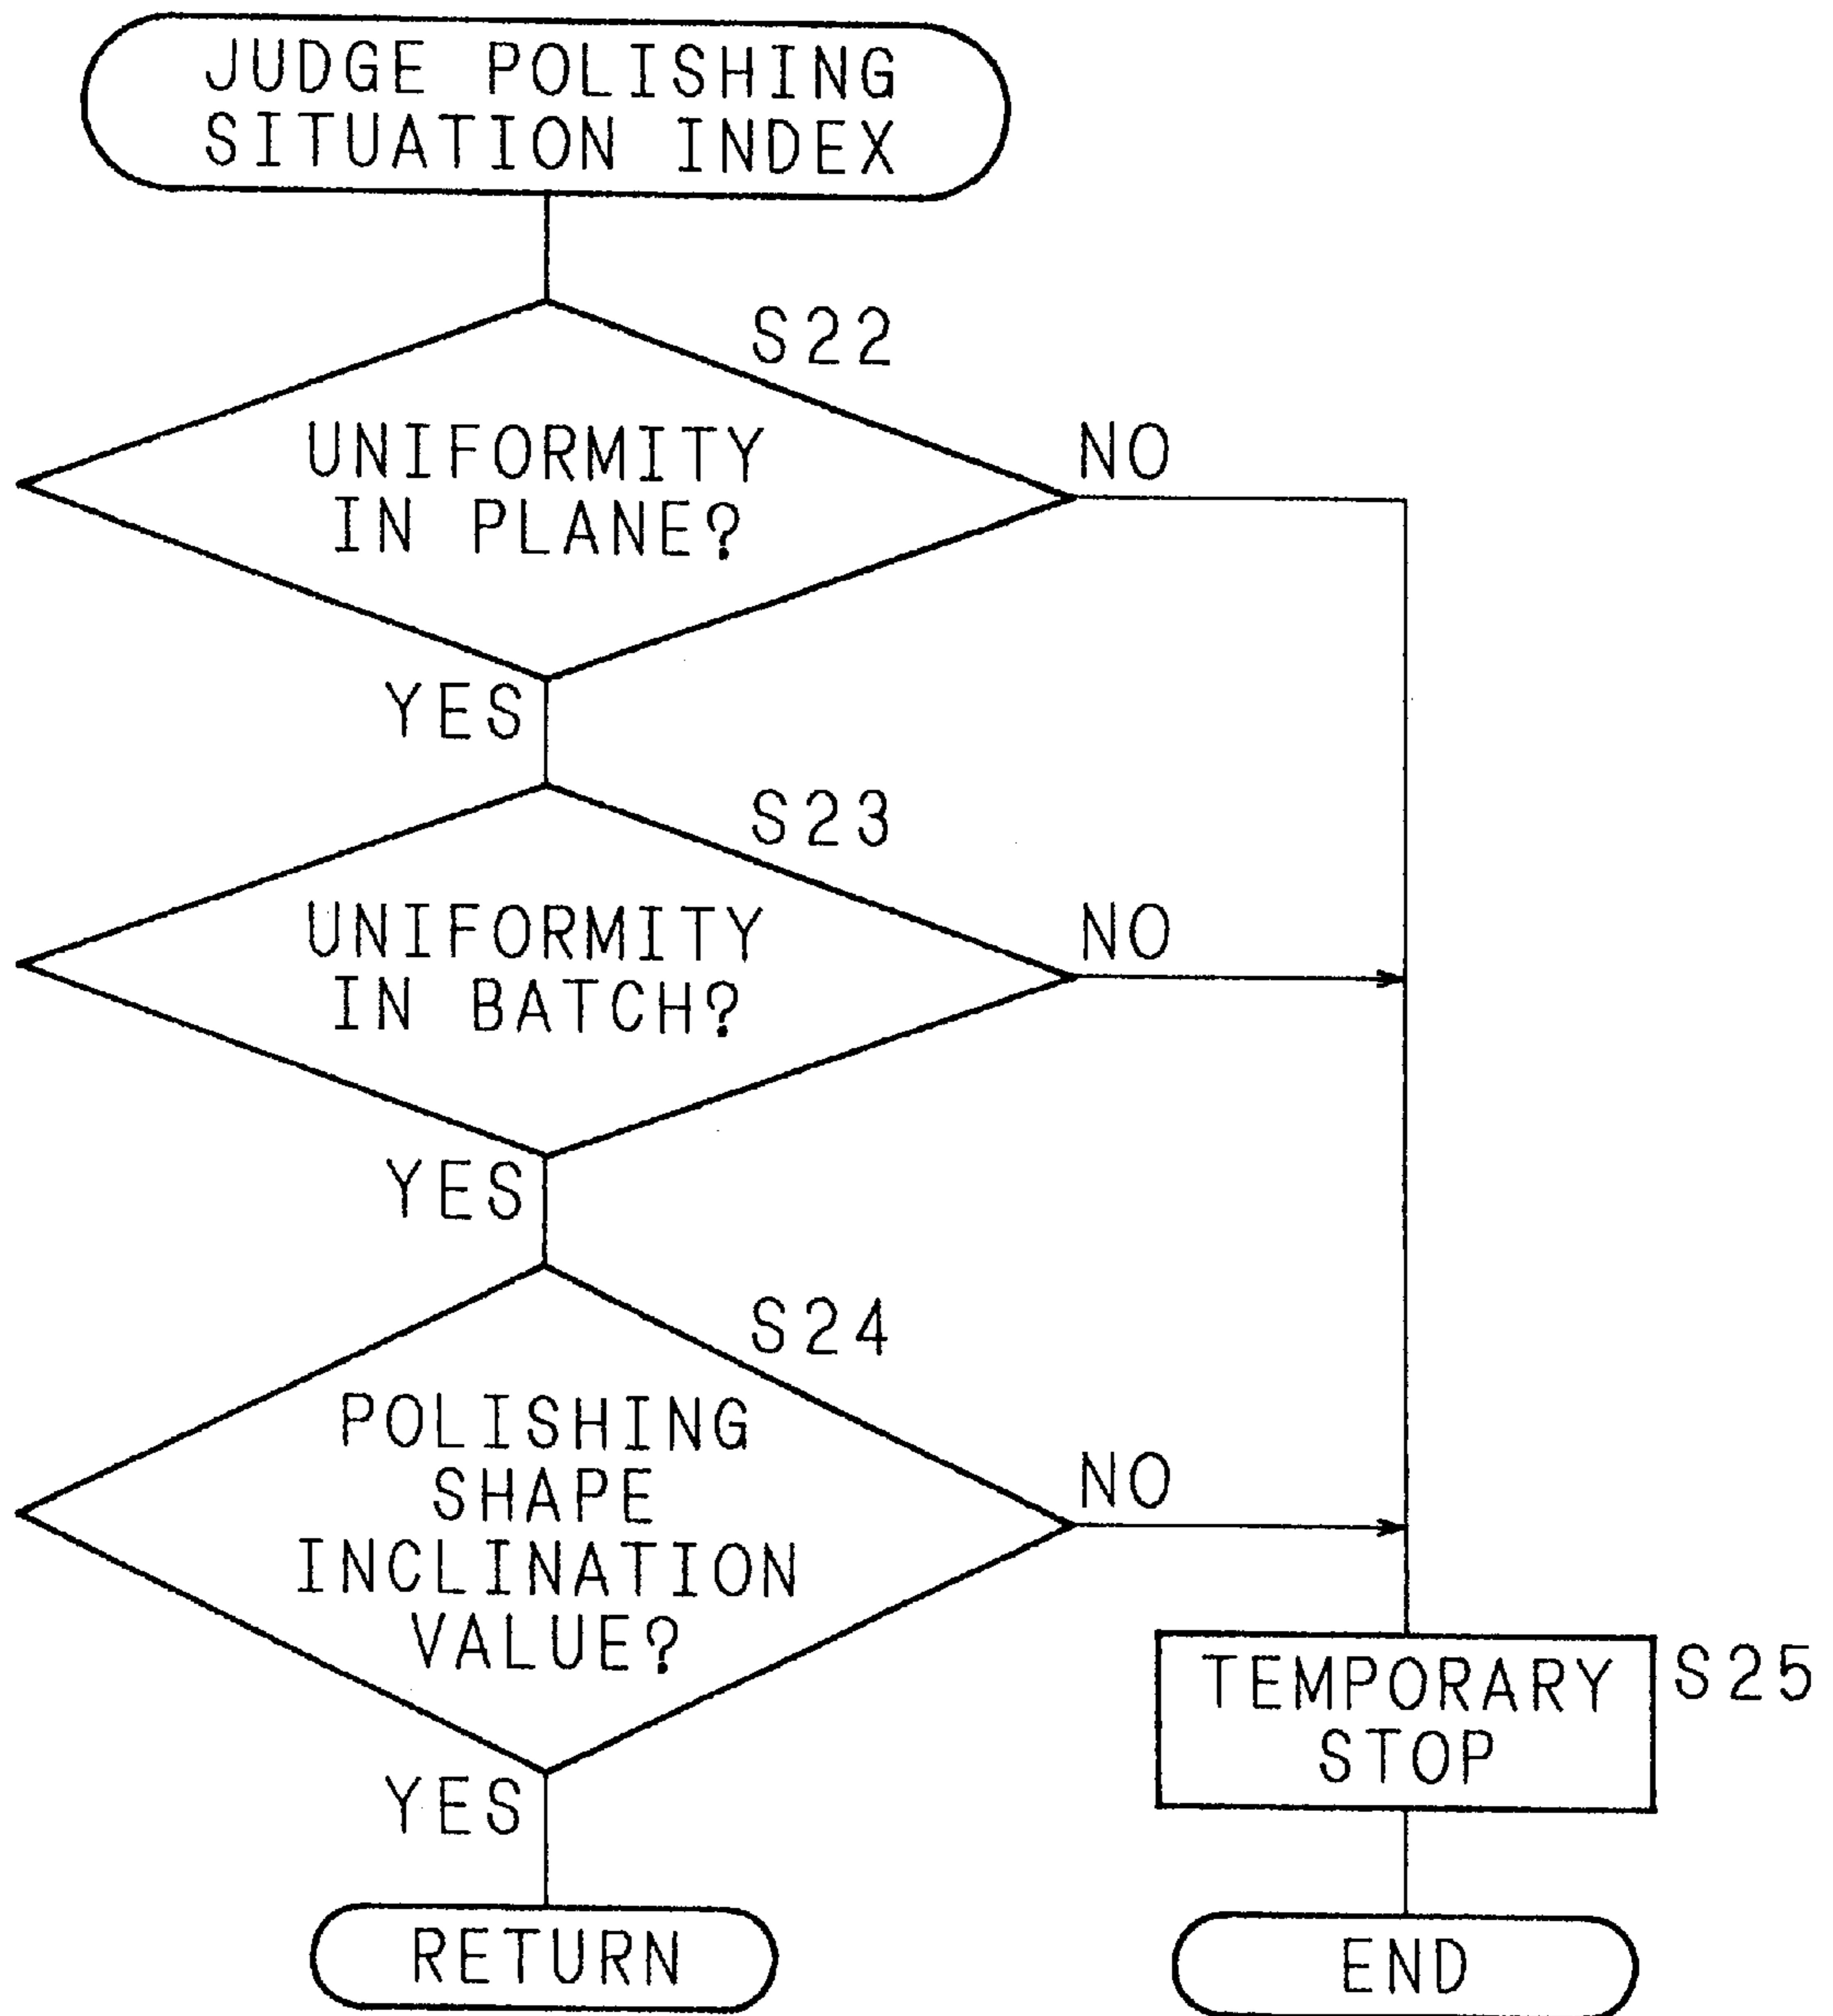 JUDGE POLISHING
SITUATION INDEX
S22
UNIFORMITY
IN PLANE?
NO
YES
S23
UNIFORMITY
IN BATCH?
NO
YES
S24
POLISHING
SHAPE
INCLINATION
VALUE?
NO
YES
TEMPORARY
STOP
S25
RETURN
END